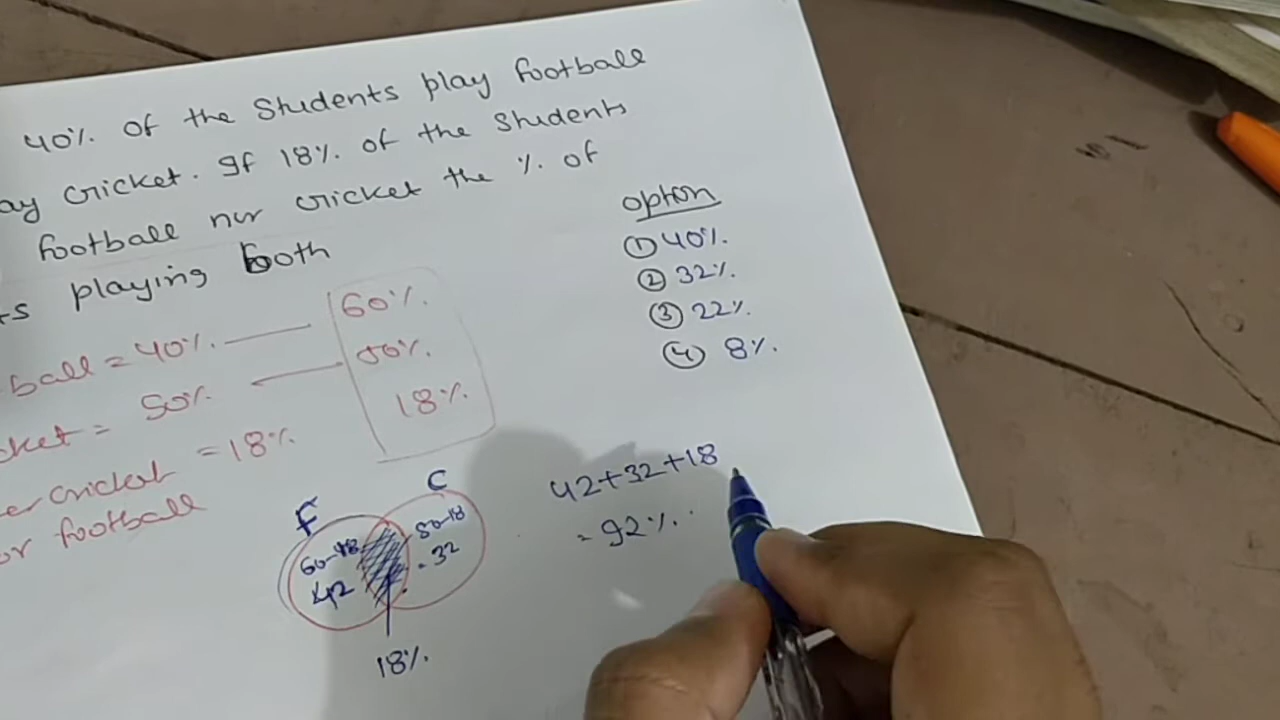 40% of the Students play football
ay cricket. If 18% of the Students
football nor cricket the % of
ts playing both
ball = 40% 60%
cket = 50% 50%
er cricket = 18% 18%
or football
Opton
① 40%.
② 32%.
③ 22%.
④ 8%.
F C
60-18 50-18
42 = 32
18%.
42+32+18
= 92%.